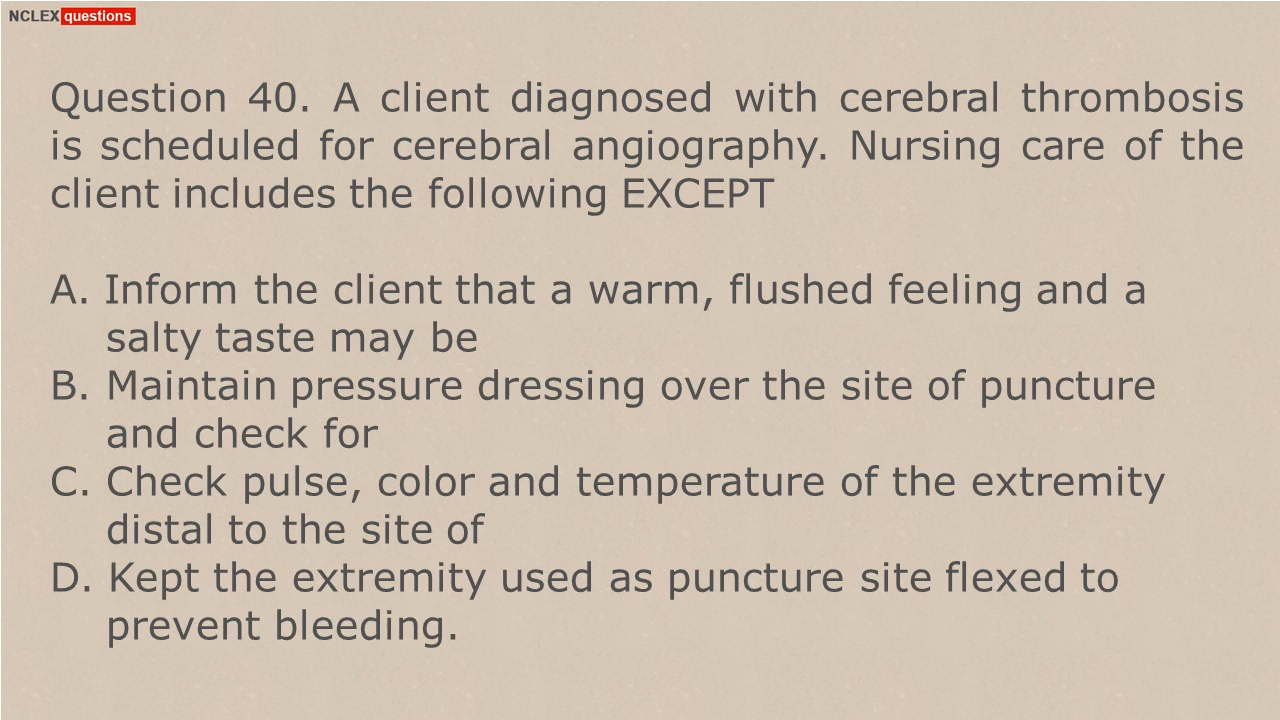 NCLEX questions
Question 40. A client diagnosed with cerebral thrombosis
is scheduled for cerebral angiography. Nursing care of the
client includes the following EXCEPT
A. Inform the client that a warm, flushed feeling and a
salty taste may be
B. Maintain pressure dressing over the site of puncture
and check for
C. Check pulse, color and temperature of the extremity
distal to the site of
D. Kept the extremity used as puncture site flexed to
prevent bleeding.